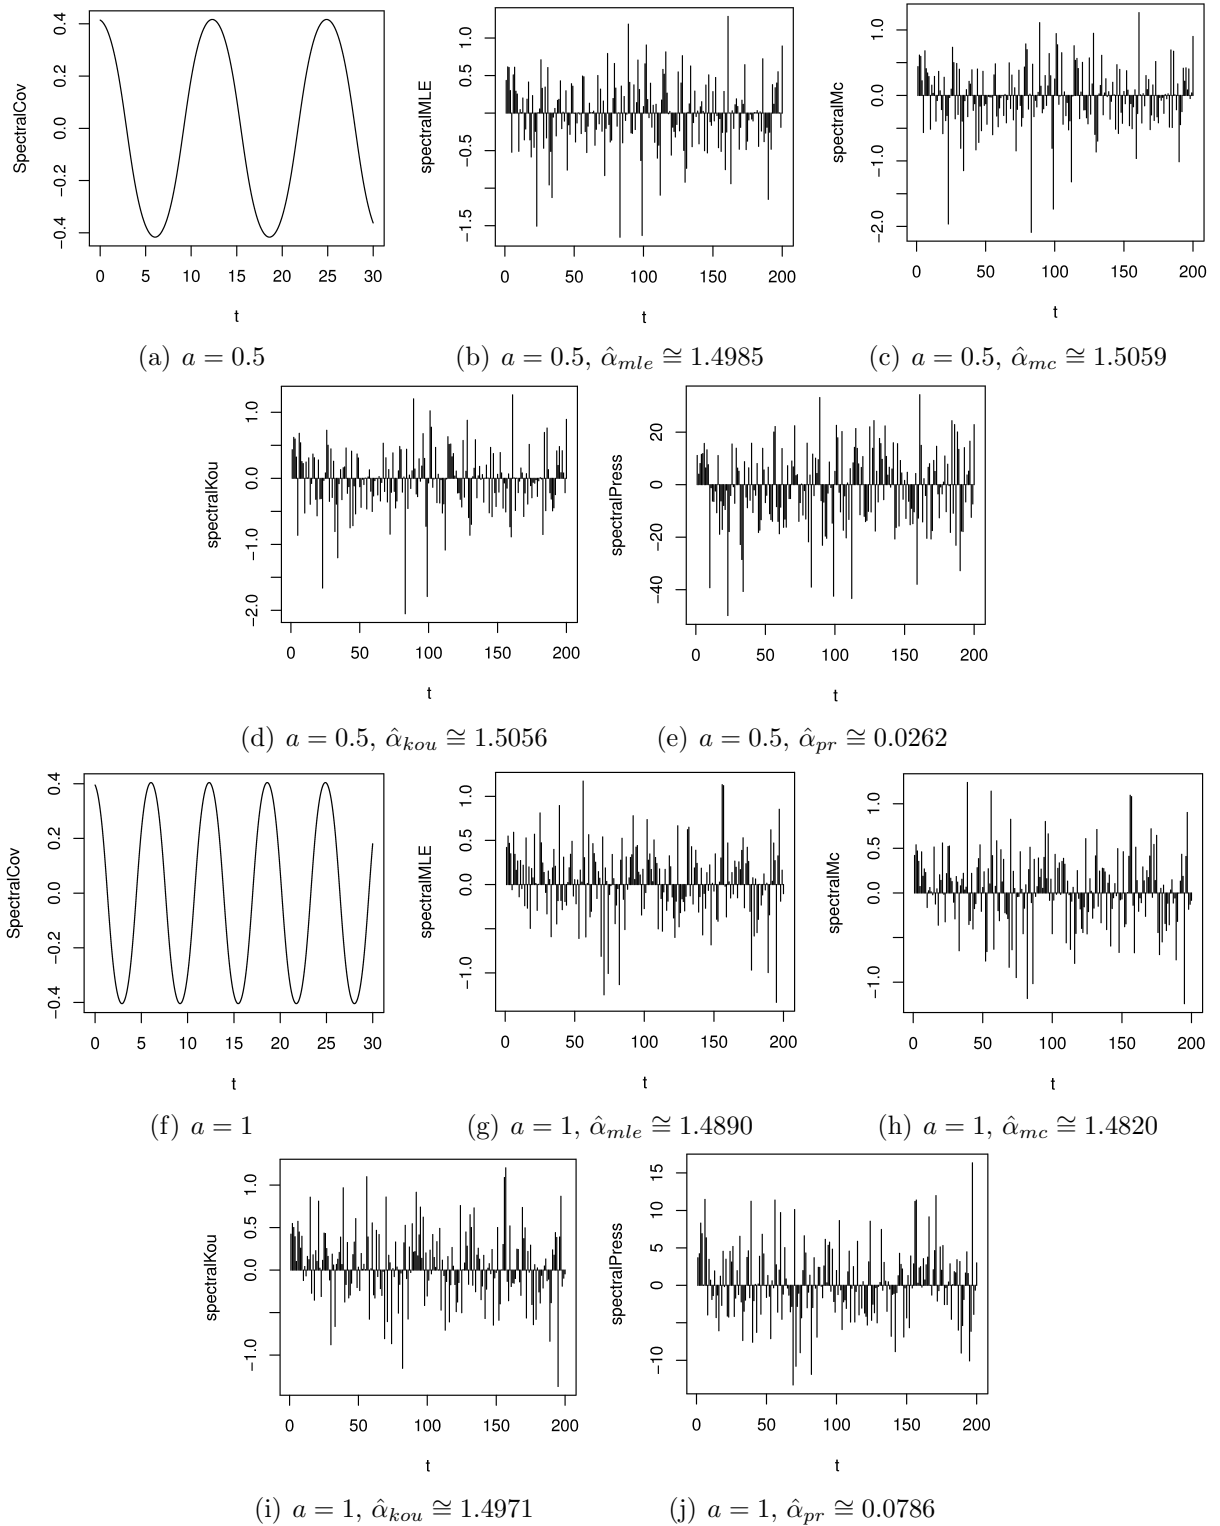 SpectralCov
0.4
0.2
0.0
−0.2
−0.4
0 5 10 15 20 25 30
t
(a) a = 0.5
spectralMLE
1.0
0.5
−0.5
−1.5
0 50 100 150 200
t
(b) a = 0.5, α̂mle ≅ 1.4985
spectralMc
1.0
0.0
−1.0
−2.0
0 50 100 150 200
t
(c) a = 0.5, α̂mc ≅ 1.5059
spectralKou
1.0
0.0
−1.0
−2.0
0 50 100 150 200
t
(d) a = 0.5, α̂kou ≅ 1.5056
spectralPress
20
0
−20
−40
0 50 100 150 200
t
(e) a = 0.5, α̂pr ≅ 0.0262
SpectralCov
0.4
0.2
0.0
−0.2
−0.4
0 5 10 15 20 25 30
t
(f) a = 1
spectralMLE
1.0
0.5
0.0
−1.0
0 50 100 150 200
t
(g) a = 1, α̂mle ≅ 1.4890
spectralMc
1.0
0.5
0.0
−1.0
0 50 100 150 200
t
(h) a = 1, α̂mc ≅ 1.4820
spectralKou
1.0
0.5
0.0
−1.0
0 50 100 150 200
t
(i) a = 1, α̂kou ≅ 1.4971
spectralPress
15
10
5
0
−10
0 50 100 150 200
t
(j) a = 1, α̂pr ≅ 0.0786